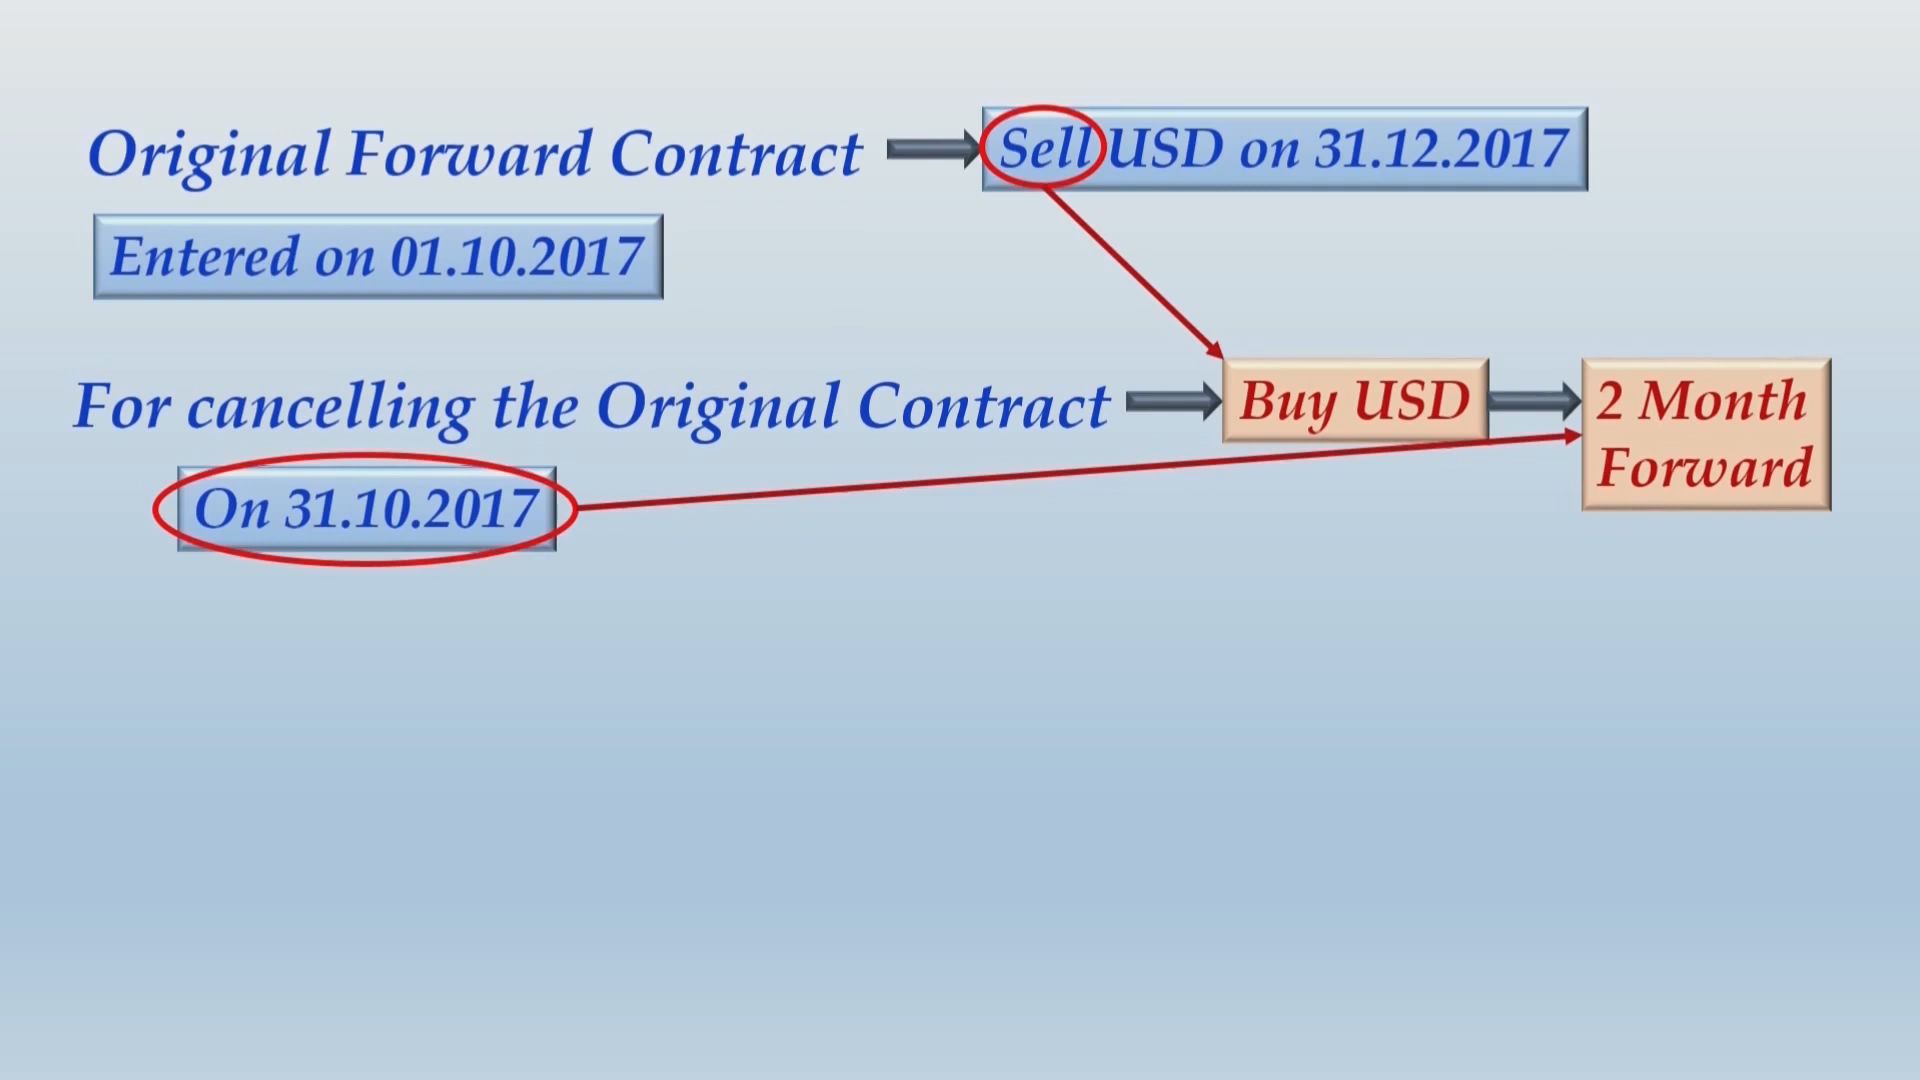 Original Forward Contract
Sell USD on 31.12.2017
Entered on 01.10.2017
For cancelling the Original Contract
Buy USD
2 Month
Forward
On 31.10.2017